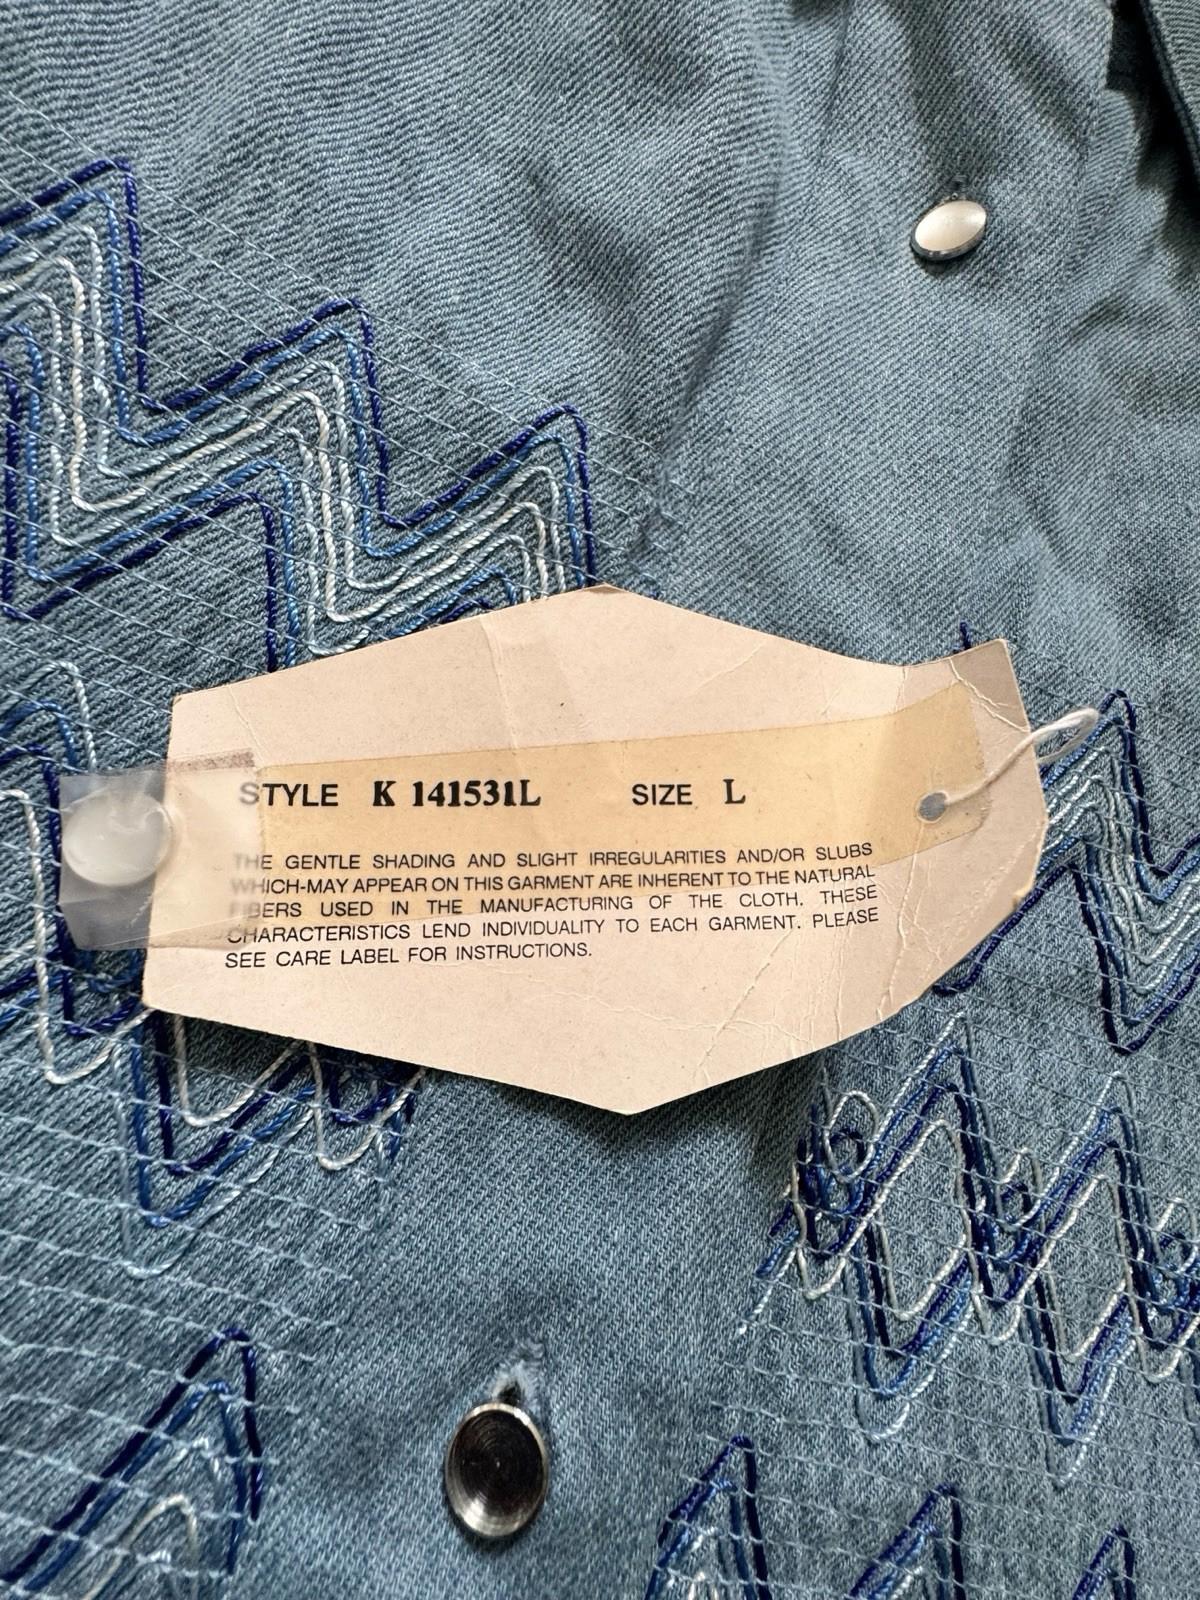 STYLE K 141531L SIZE L
THE GENTLE SHADING AND SLIGHT IRREGULARITIES AND/OR SLUBS
WHICH-MAY APPEAR ON THIS GARMENT ARE INHERENT TO THE NATURAL
FIBERS USED IN THE MANUFACTURING OF THE CLOTH. THESE
CHARACTERISTICS LEND INDIVIDUALITY TO EACH GARMENT. PLEASE
SEE CARE LABEL FOR INSTRUCTIONS.